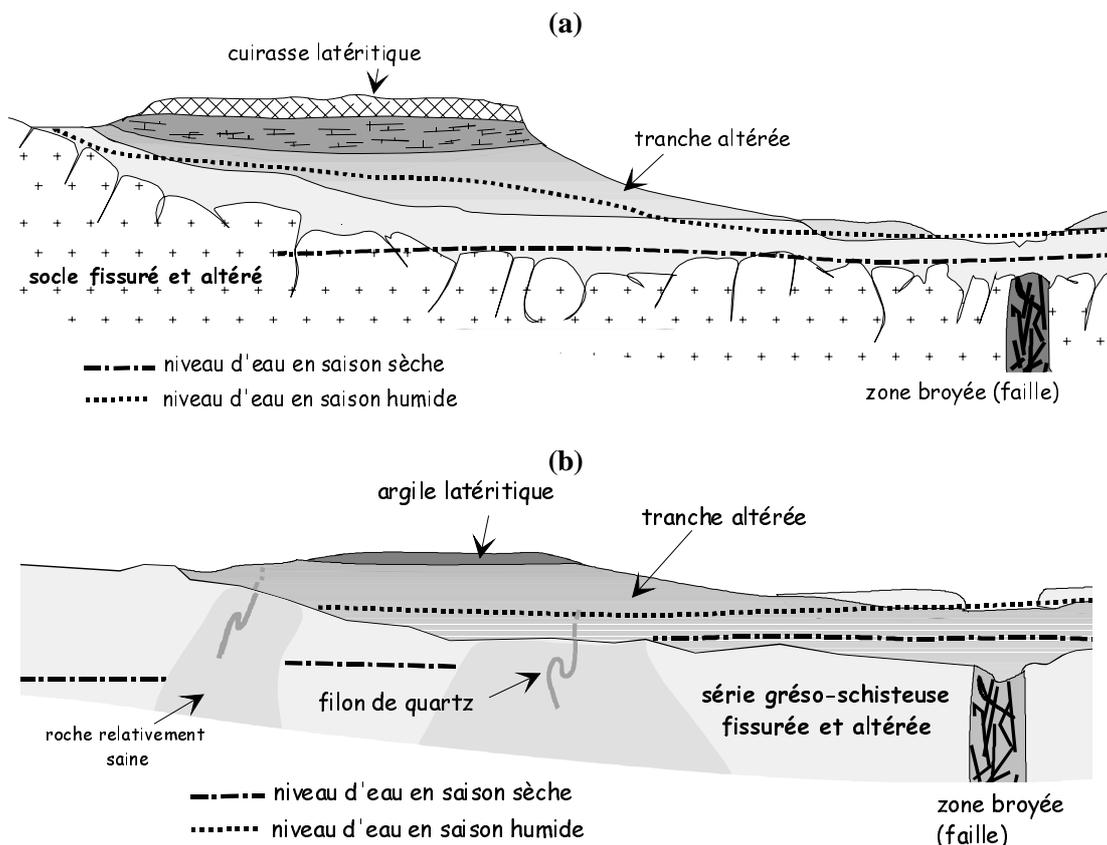 (a)
cuirasse latéritique
tranche altérée
socle fissuré et altéré
niveau d'eau en saison sèche
niveau d'eau en saison humide
zone broyée (faille)
(b)
argile latéritique
tranche altérée
filon de quartz
série gréso-schisteuse
fissurée et altérée
roche relativement
saine
niveau d'eau en saison sèche
niveau d'eau en saison humide
zone broyée
(faille)